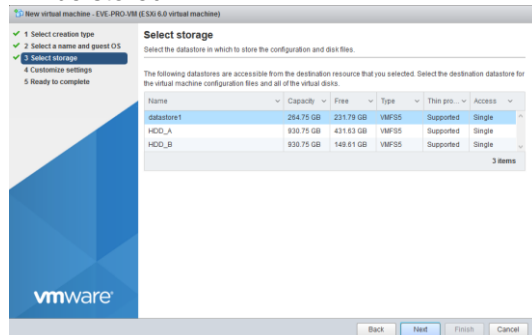 New virtual machine - EVE-PRO-VM (ESXi 6.0 virtual machine)
1 Select creation type
2 Select a name and guest OS
3 Select storage
4 Customize settings
5 Ready to complete
Select storage
Select the datastore in which to store the configuration and disk files.
The following datastores are accessible from the destination resource that you selected. Select the destination datastore for
the virtual machine configuration files and all of the virtual disks.
Name Capacity Free Type Thin pro... Access
datastore1 264.75 GB 231.79 GB VMFS5 Supported Single
HDD_A 930.75 GB 431.63 GB VMFS5 Supported Single
HDD_B 930.75 GB 149.61 GB VMFS5 Supported Single
3 items
vmware
Back Next Finish Cancel